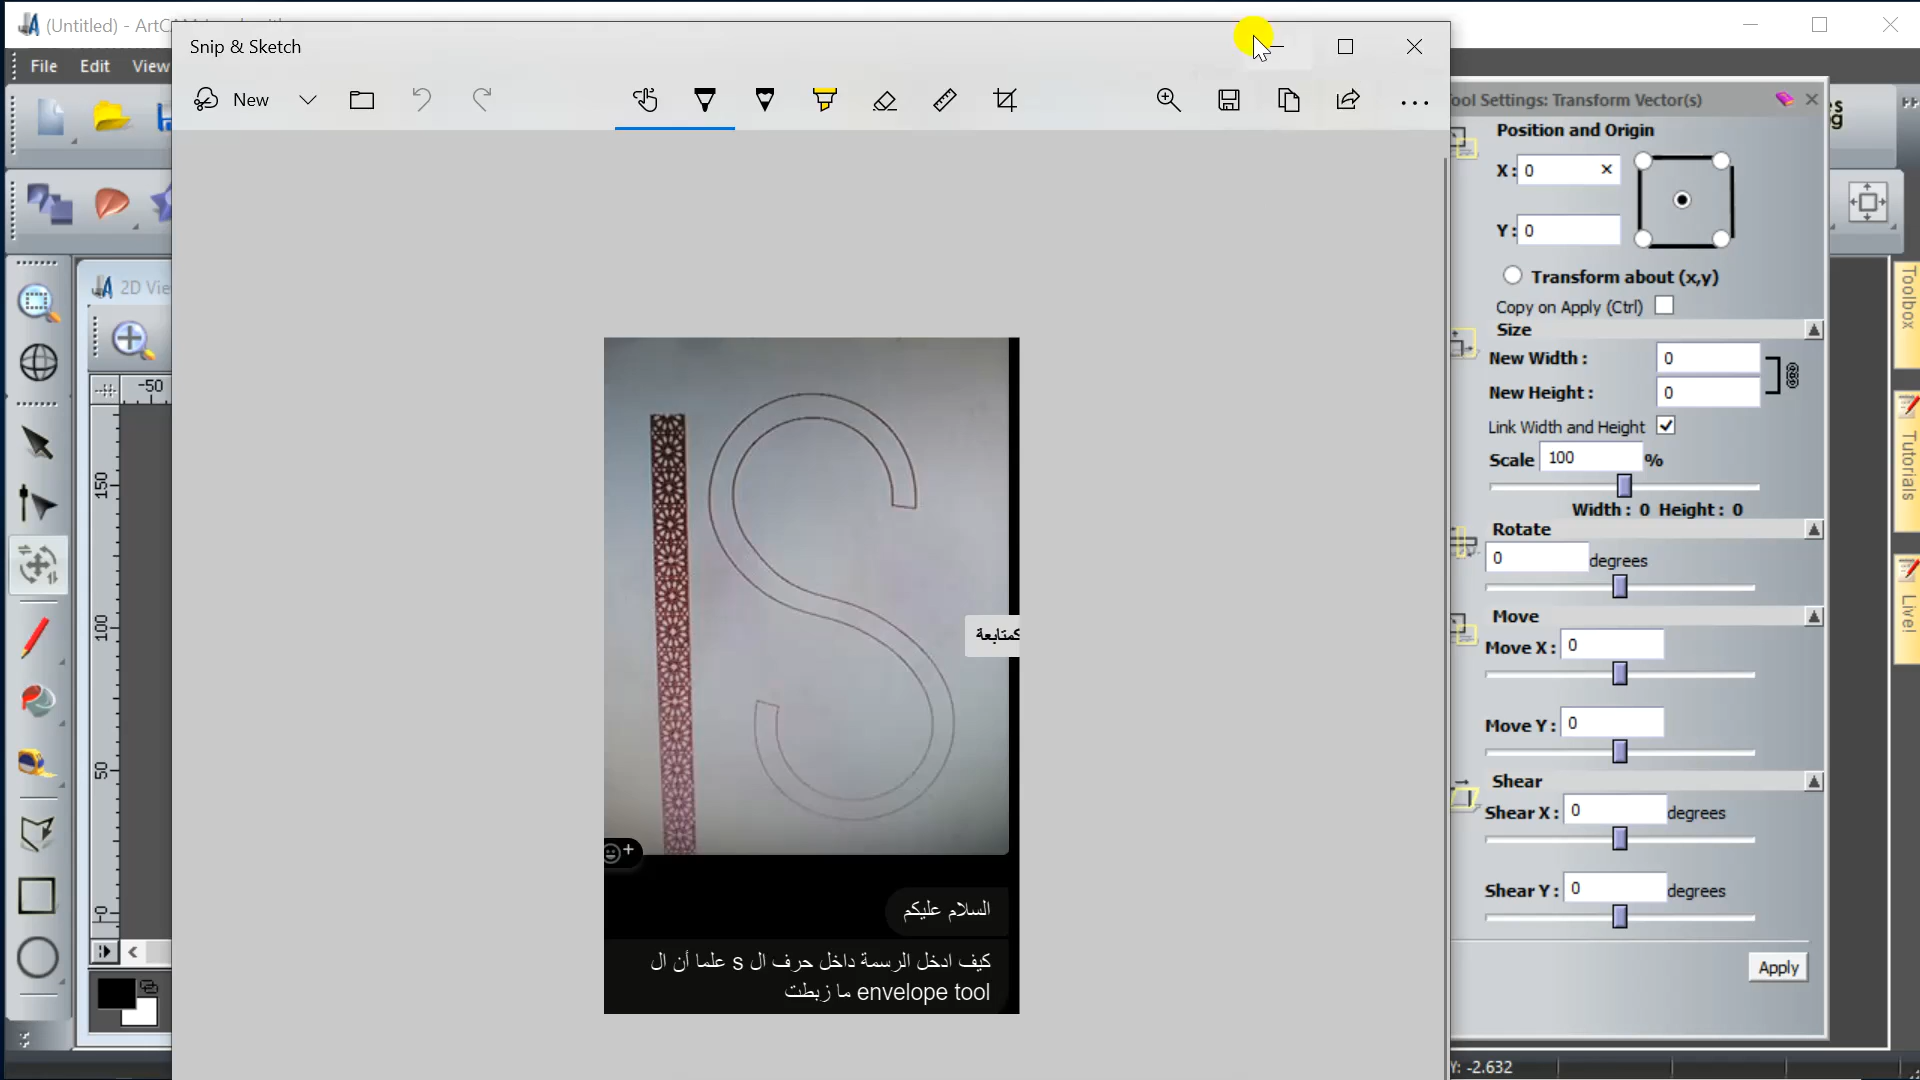 (Untitled) - ArtC
Snip & Sketch
File Edit View
New
2D Vie
-50
150
100
50
0
كمتابعة
السلام عليكم
كيف ادخل الرسمة داخل حرف ال s علما أن ال
envelope tool ما زبطت
ool Settings: Transform Vector(s)
Position and Origin
X: 0
Y: 0
Transform about (x,y)
Copy on Apply (Ctrl)
Size
New Width: 0
New Height: 0
Link Width and Height
Scale 100 %
Width: 0 Height: 0
Rotate
0 degrees
Move
Move X: 0
Move Y: 0
Shear
Shear X: 0 degrees
Shear Y: 0 degrees
Apply
Toolbox
Tutorials
Live!
Y: -2.632